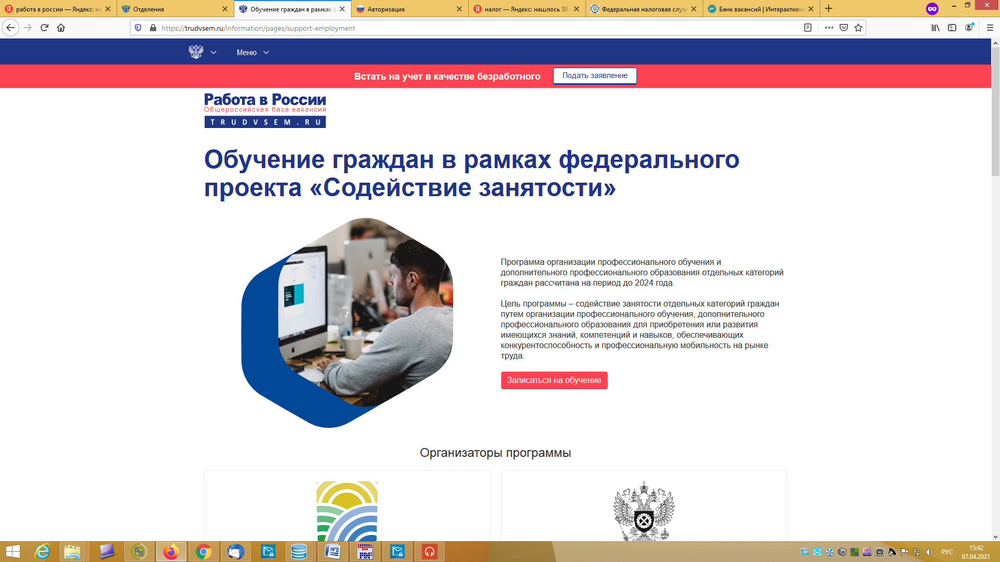 работа в россии — Яндекс: на
Отделения
Обучение граждан в рамках ф
Авторизация
налог — Яндекс: нашлось 38
Федеральная налоговая служ
Банк вакансий | Интерактивн
https://trudvsem.ru/information/pages/support-employment
Меню
Встать на учет в качестве безработного
Подать заявление
Работа в России
Общероссийская база вакансий
TRUDVSEM.RU
Обучение граждан в рамках федерального
проекта «Содействие занятости»
Программа организации профессионального обучения и
дополнительного профессионального образования отдельных категорий
граждан рассчитана на период до 2024 года.
Цель программы – содействие занятости отдельных категорий граждан
путем организации профессионального обучения, дополнительного
профессионального образования для приобретения или развития
имеющихся знаний, компетенций и навыков, обеспечивающих
конкурентоспособность и профессиональную мобильность на рынке
труда.
Записаться на обучение
Организаторы программы
РУС
15:42
07.04.2021